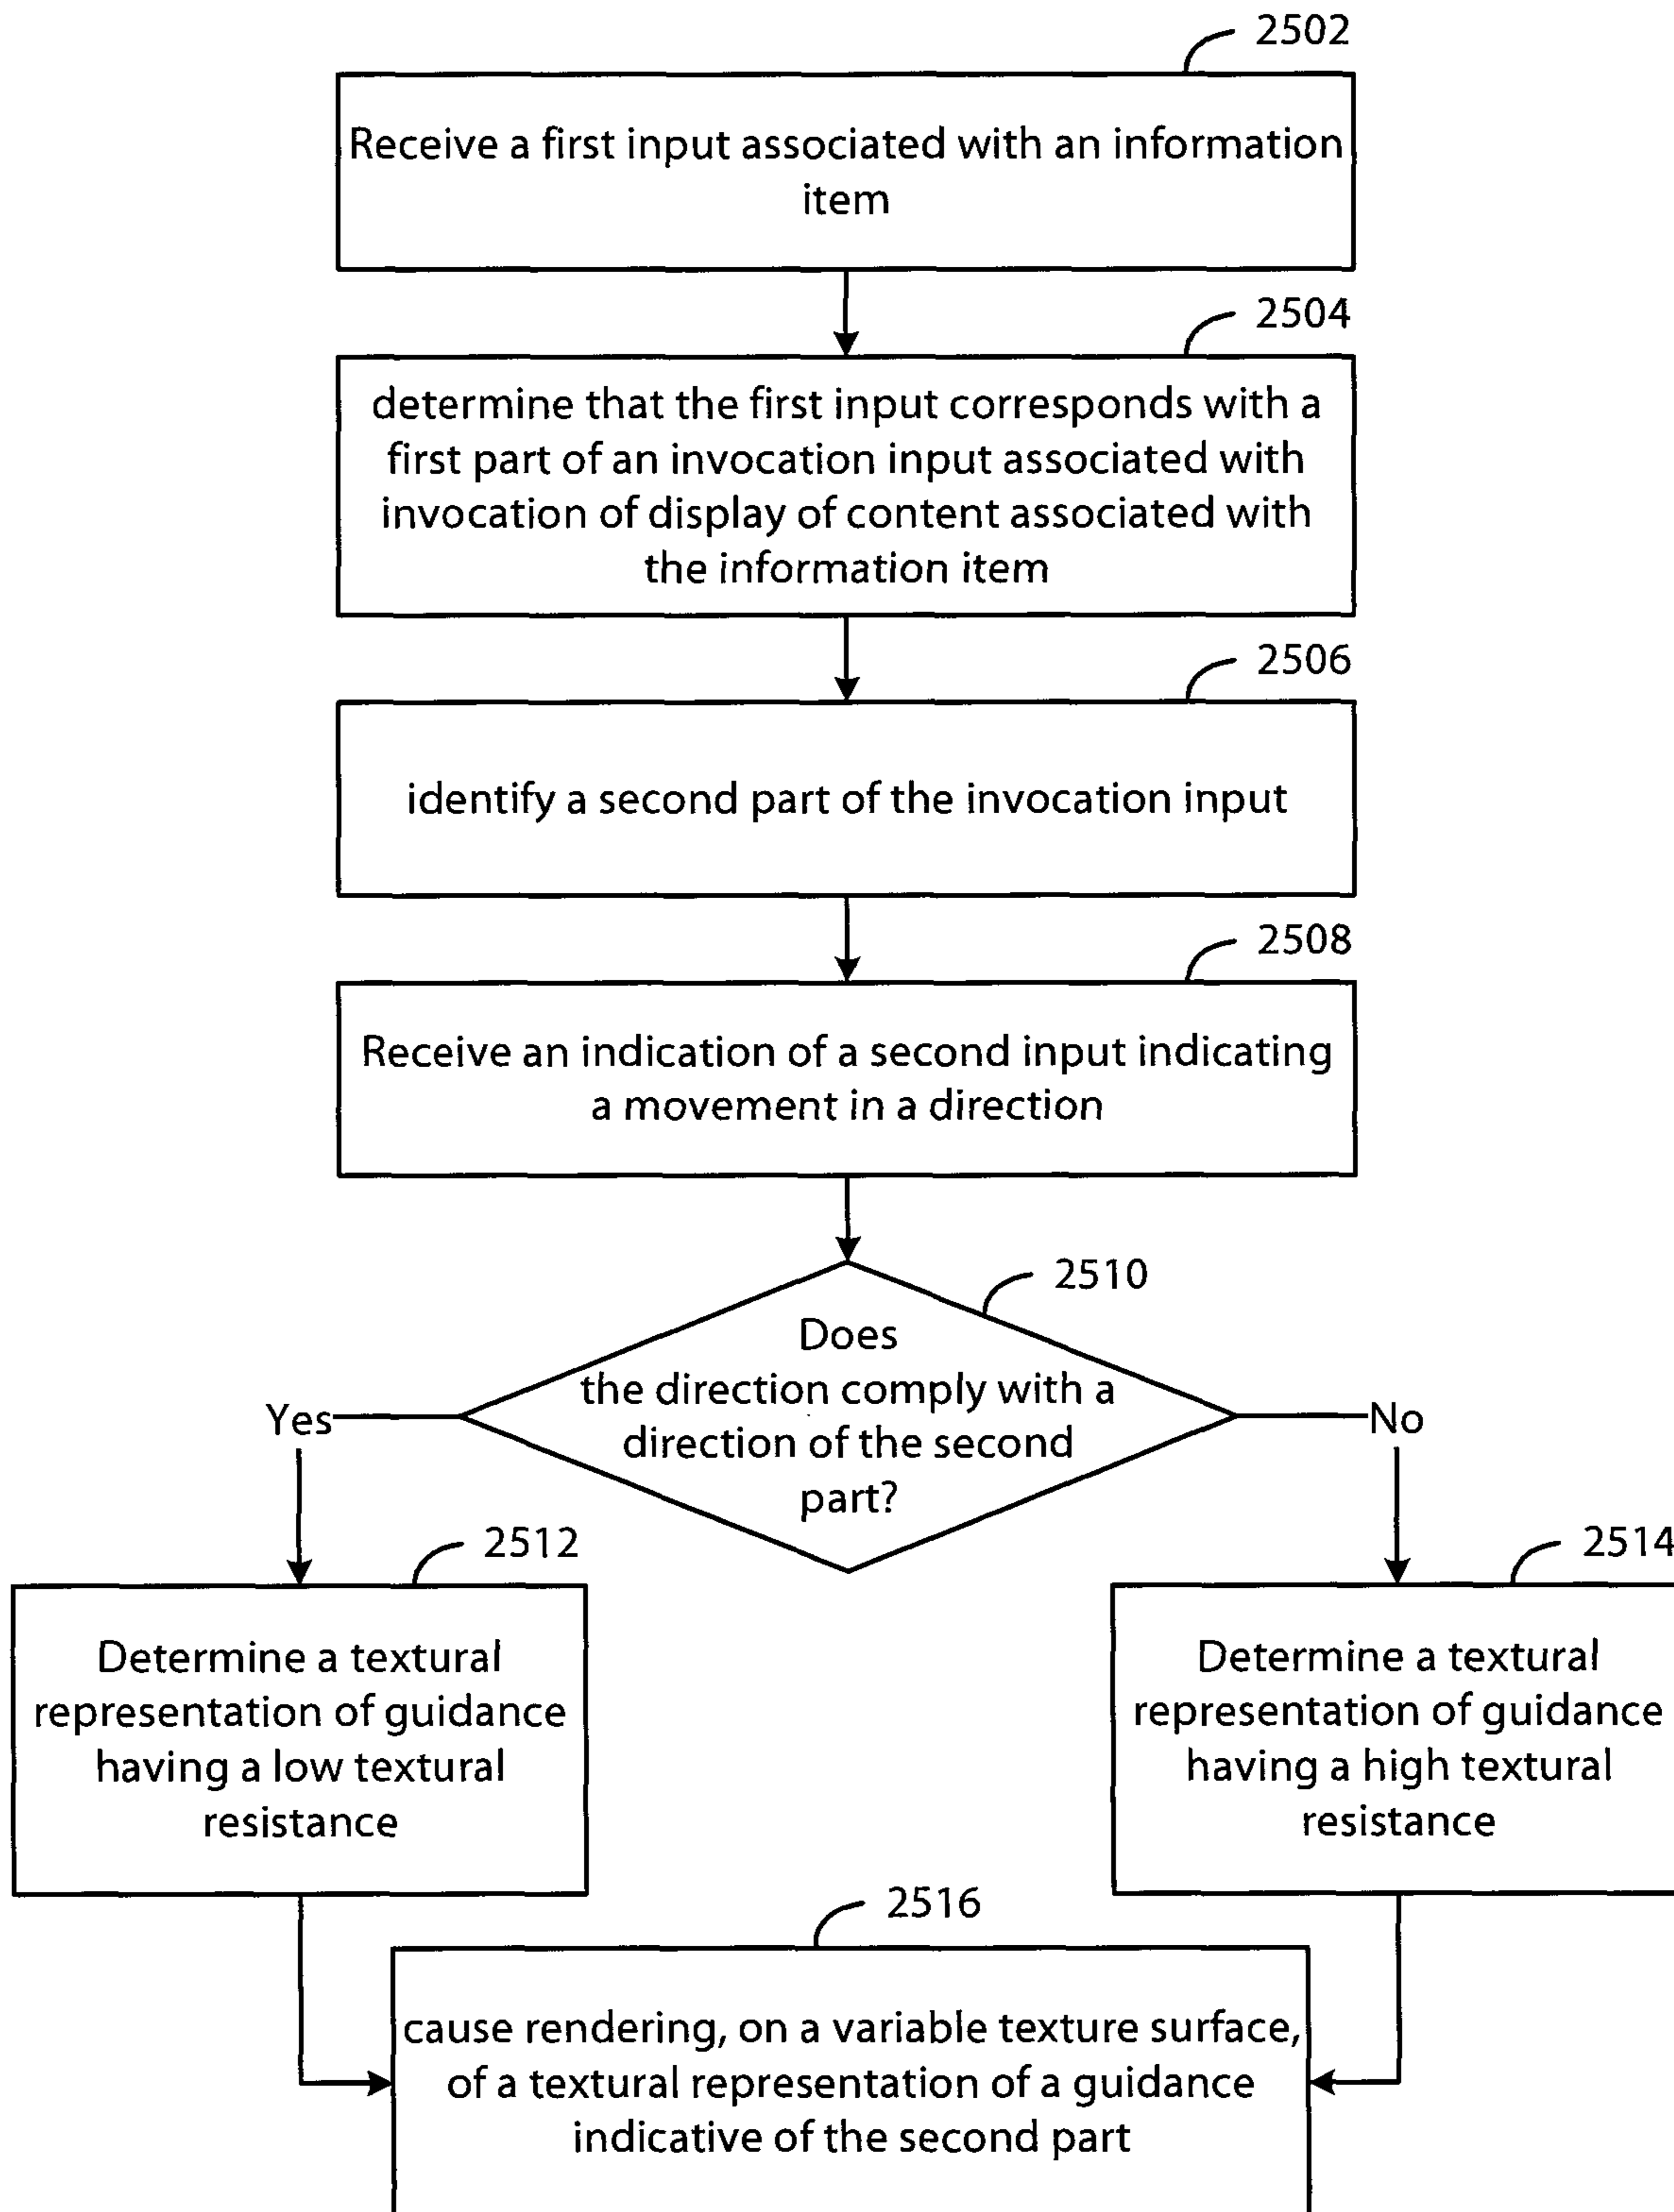 2502
Receive a first input associated with an information
item
2504
determine that the first input corresponds with a
first part of an invocation input associated with
invocation of display of content associated with
the information item
2506
identify a second part of the invocation input
2508
Receive an indication of a second input indicating
a movement in a direction
2510
Does
the direction comply with a
direction of the second
part?
Yes
No
2512
Determine a textural
representation of guidance
having a low textural
resistance
2514
Determine a textural
representation of guidance
having a high textural
resistance
2516
cause rendering, on a variable texture surface,
of a textural representation of a guidance
indicative of the second part